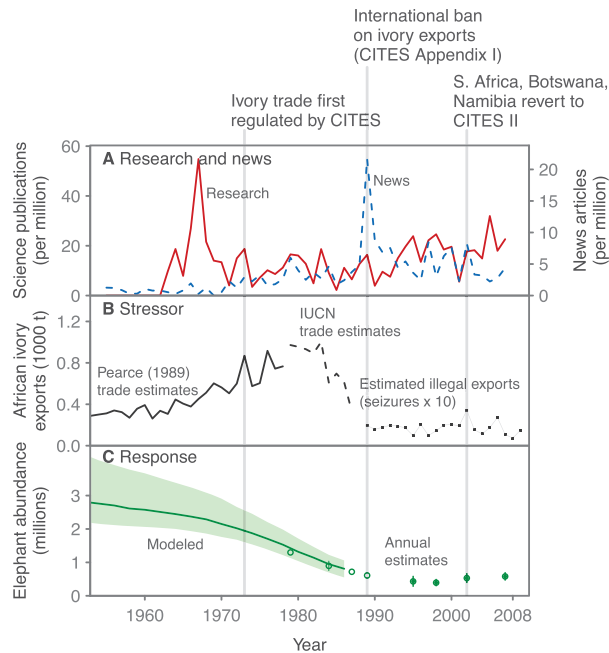 International ban
on ivory exports
(CITES Appendix I)
S. Africa, Botswana,
Namibia revert to
CITES II
Ivory trade first
regulated by CITES
A Research and news
Research
News
Science publications
(per million)
60
40
20
0
News articles
(per million)
20
15
10
5
0
B Stressor
IUCN
trade estimates
Pearce (1989)
trade estimates
Estimated illegal exports
(seizures x 10)
African ivory
exports (1000 t)
1.2
0.8
0.4
0.0
C Response
Modeled
Annual
estimates
Elephant abundance
(millions)
3
2
1
0
1960 1970 1980 1990 2000 2008
Year